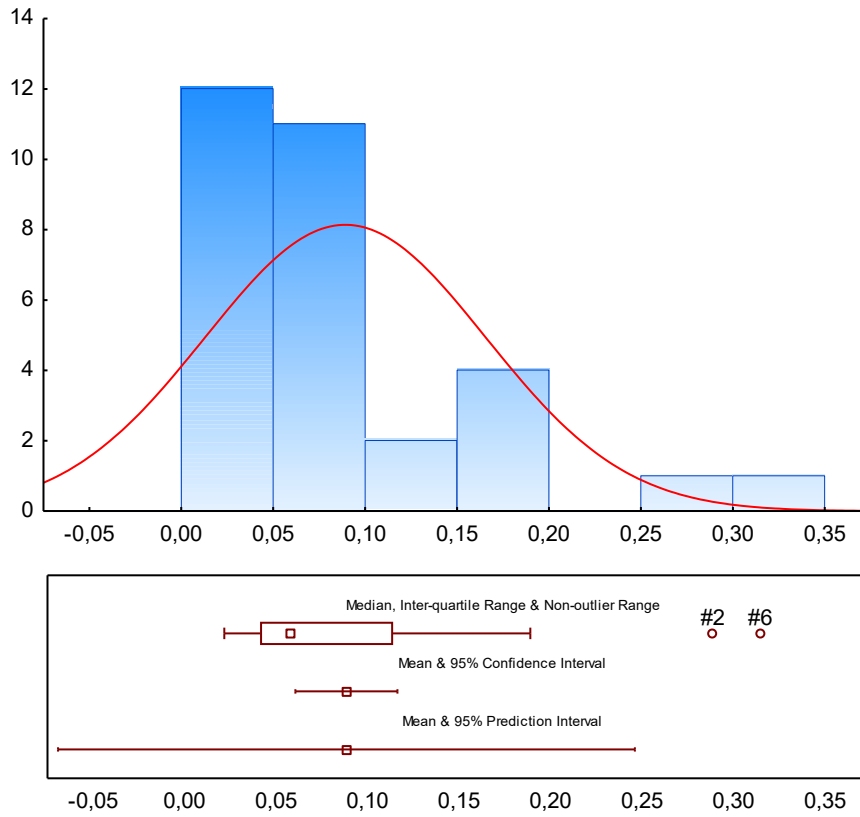 14
12
10
8
6
4
2
0
-0,05 0,00 0,05 0,10 0,15 0,20 0,25 0,30 0,35
Median, Inter-quartile Range & Non-outlier Range
#2 #6
Mean & 95% Confidence Interval
Mean & 95% Prediction Interval
-0,05 0,00 0,05 0,10 0,15 0,20 0,25 0,30 0,35